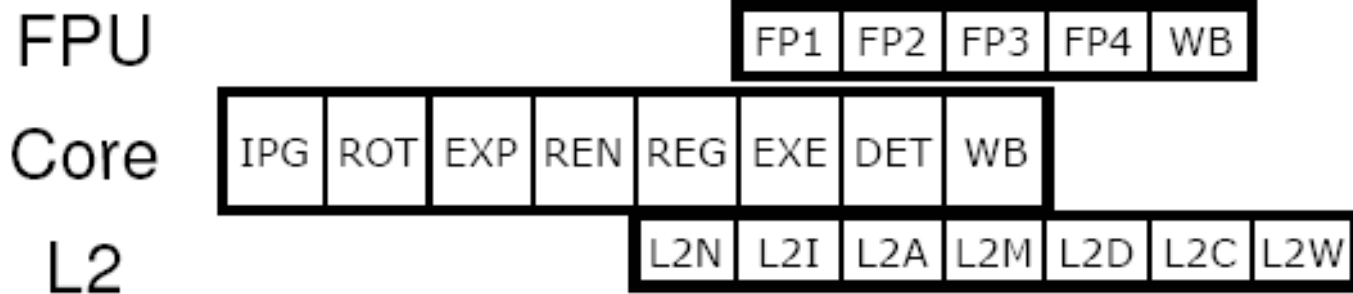 FPU FP1 FP2 FP3 FP4 WB
Core IPG ROT EXP REN REG EXE DET WB
L2 L2N L2I L2A L2M L2D L2C L2W